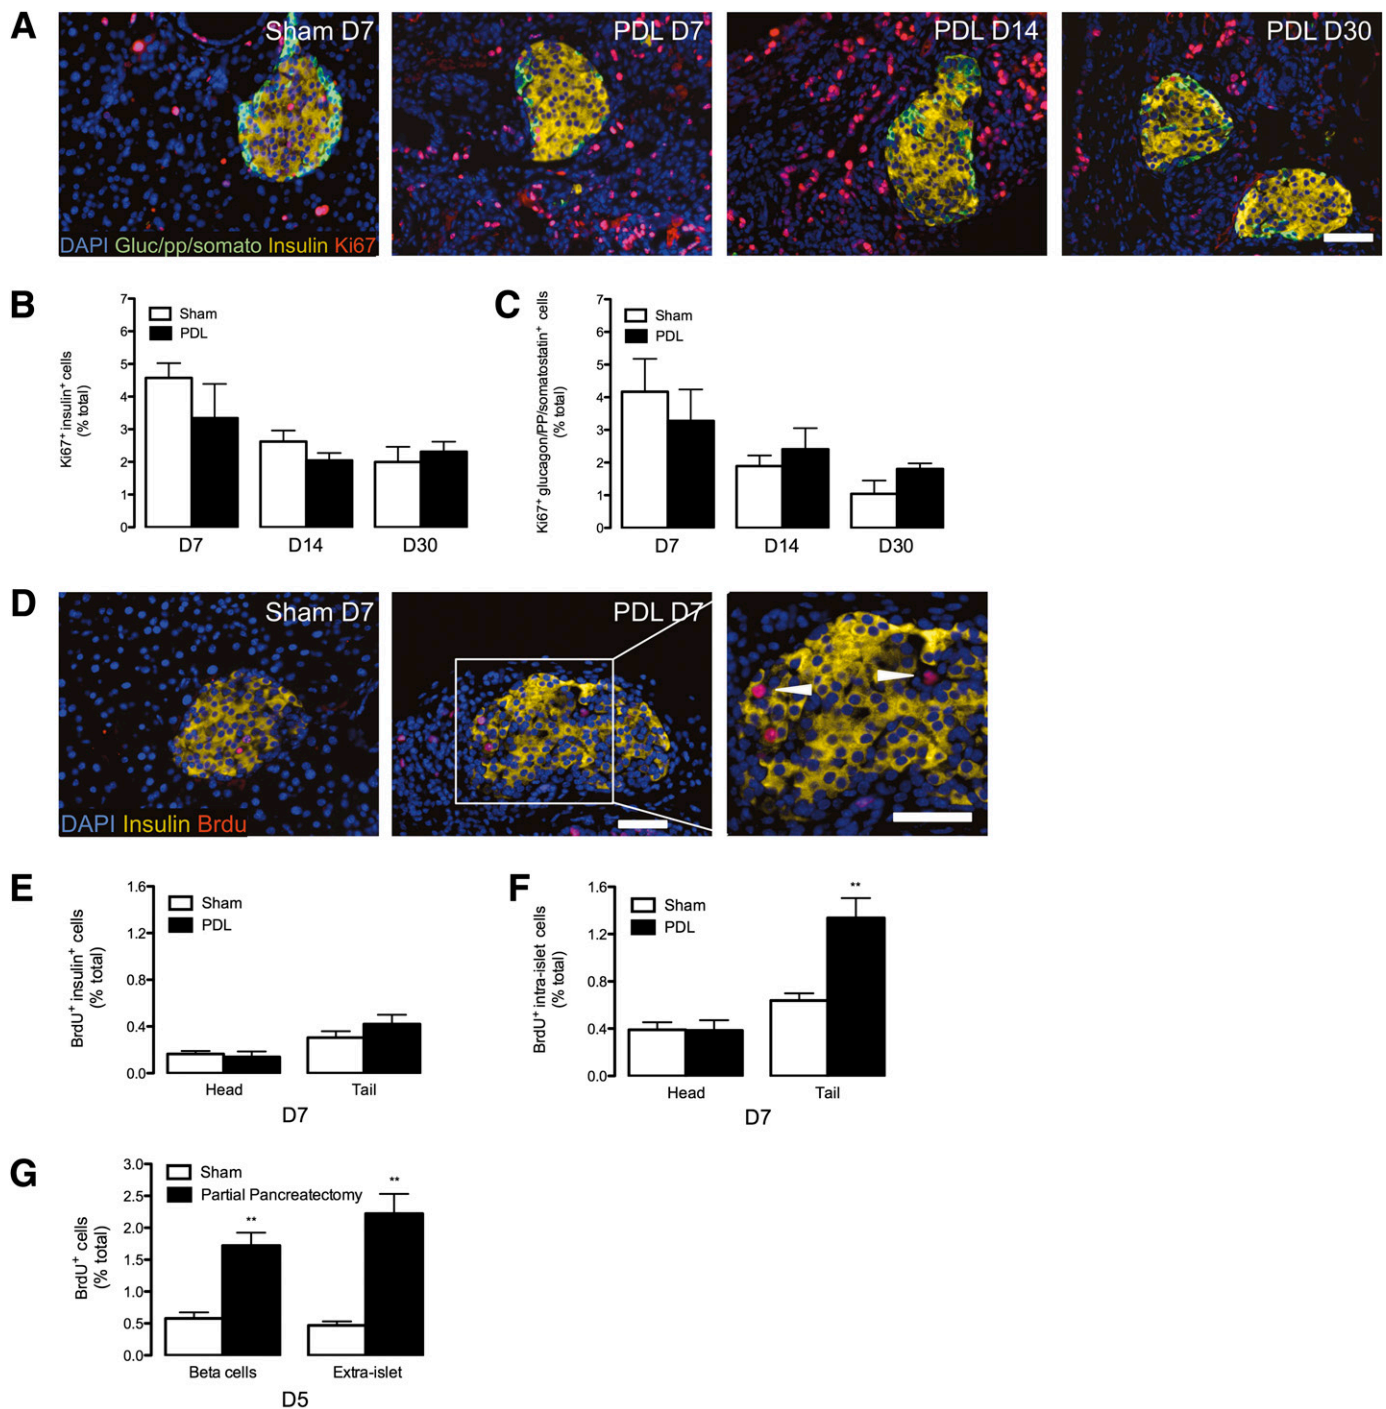 A
Sham D7
PDL D7
PDL D14
PDL D30
DAPI Gluc/pp/somato Insulin Ki67
B
Ki67+ insulin+ cells
(% total)
7
6
5
4
3
2
1
0
Sham
PDL
D7
D14
D30
C
Ki67+ glucagon/PP/somatostatin+ cells
(% total)
7
6
5
4
3
2
1
0
Sham
PDL
D7
D14
D30
D
Sham D7
PDL D7
DAPI Insulin Brdu
E
BrdU+ insulin+ cells
(% total)
1.6
1.2
0.8
0.4
0.0
Sham
PDL
Head
Tail
D7
F
BrdU+ intra-islet cells
(% total)
1.6
1.2
0.8
0.4
0.0
Sham
PDL
**
Head
Tail
D7
G
BrdU+ cells
(% total)
3.0
2.5
2.0
1.5
1.0
0.5
0.0
Sham
Partial Pancreatectomy
**
**
Beta cells
Extra-islet
D5